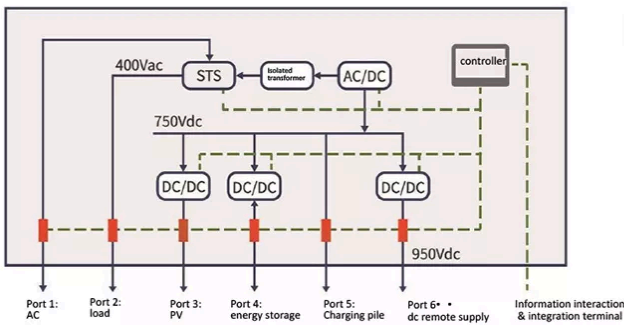 controller
400Vac
STS
Isolated
transformer
AC/DC
750Vdc
DC/DC
DC/DC
DC/DC
950Vdc
Port 1:
AC
Port 2:
load
Port 3:
PV
Port 4:
energy storage
Port 5:
Charging pile
Port 6• •
dc remote supply
Information interaction
& integration terminal